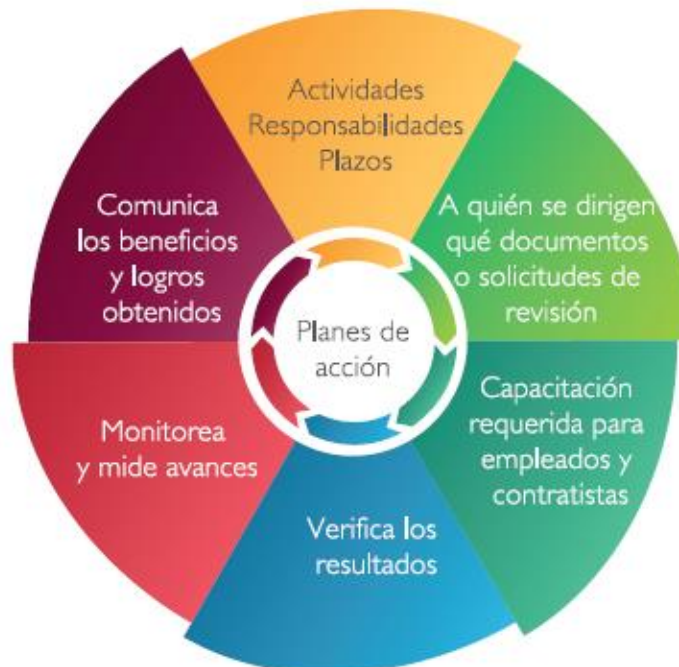 Actividades
Responsabilidades
Plazos
A quién se dirigen
qué documentos
o solicitudes de
revisión
Capacitación
requerida para
empleados y
contratistas
Verifica los
resultados
Monitorea
y mide avances
Comunica
los beneficios
y logros
obtenidos
Planes de
acción